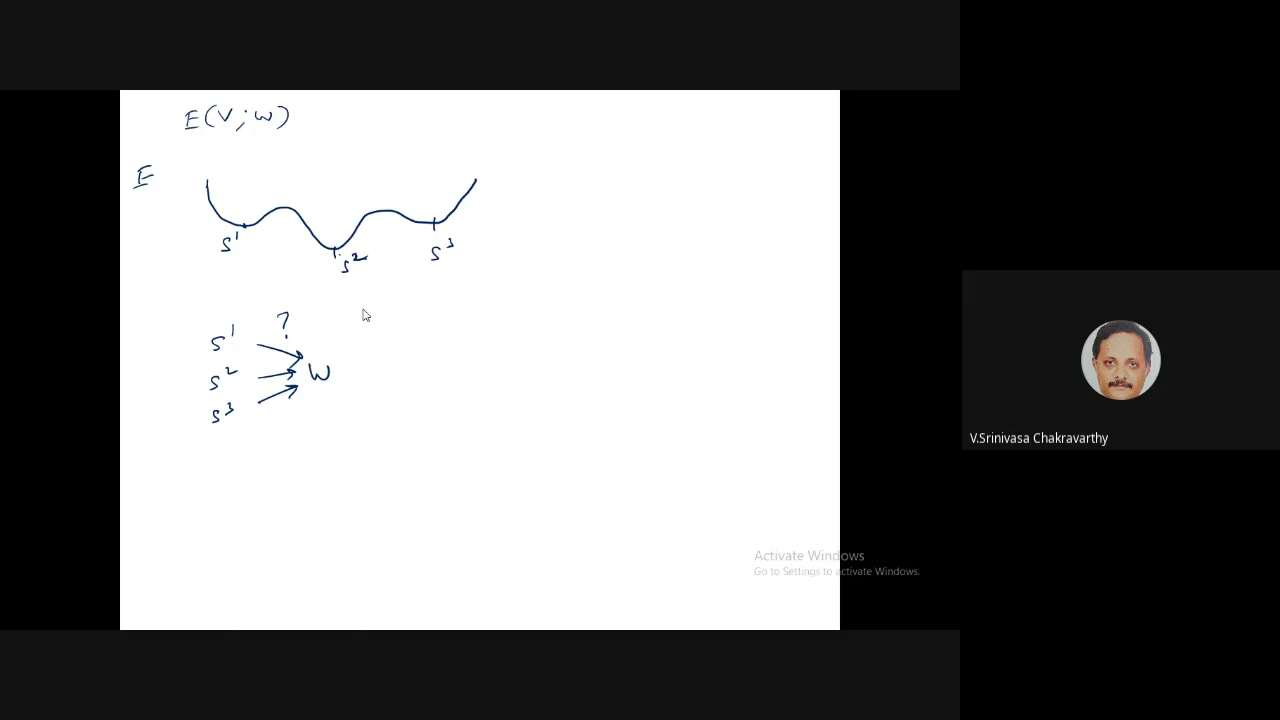 E(V;W)
E
S¹
S²
S³
?
S¹
S²
W
S³
V.Srinivasa Chakravarthy
Activate Windows
Go to Settings to activate Windows.